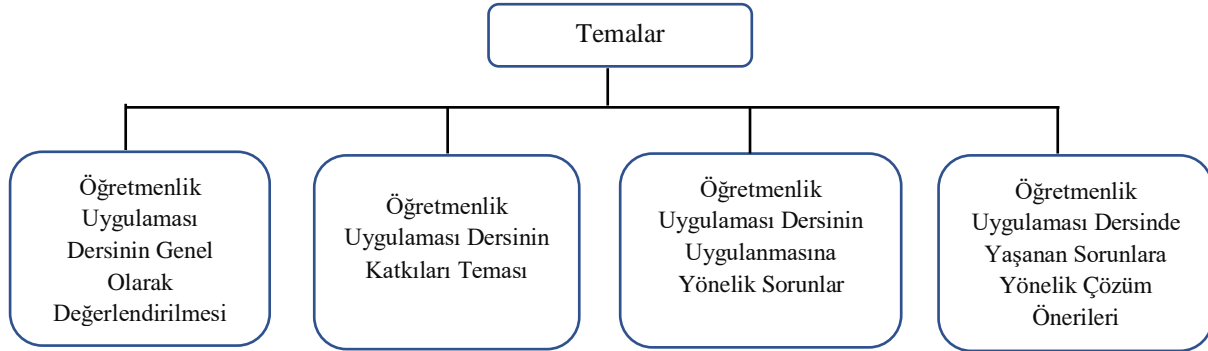 Temalar
Öğretmenlik
Uygulaması
Dersinin Genel
Olarak
Değerlendirilmesi
Öğretmenlik
Uygulaması Dersinin
Katkıları Teması
Öğretmenlik
Uygulaması Dersinin
Uygulanmasına
Yönelik Sorunlar
Öğretmenlik
Uygulaması Dersinde
Yaşanan Sorunlara
Yönelik Çözüm
Önerileri